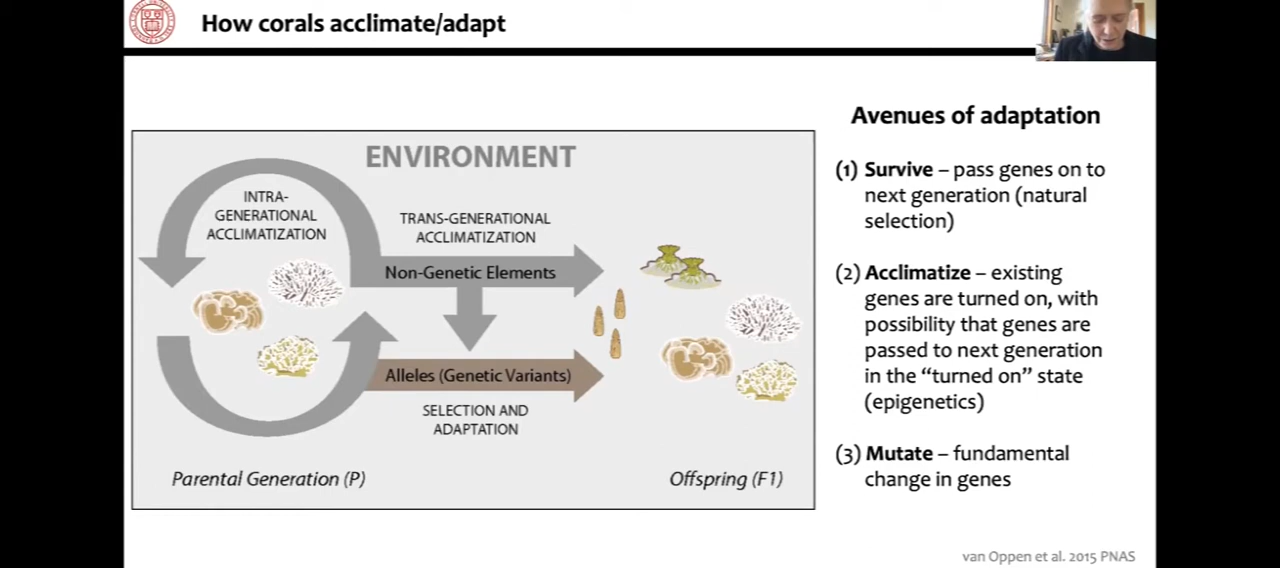 How corals acclimate/adapt
ENVIRONMENT
INTRA-
GENERATIONAL
ACCLIMATIZATION
TRANS-GENERATIONAL
ACCLIMATIZATION
Non-Genetic Elements
Alleles (Genetic Variants)
SELECTION AND
ADAPTATION
Parental Generation (P)
Offspring (F1)
Avenues of adaptation
(1) Survive – pass genes on to
next generation (natural
selection)
(2) Acclimatize – existing
genes are turned on, with
possibility that genes are
passed to next generation
in the “turned on” state
(epigenetics)
(3) Mutate – fundamental
change in genes
van Oppen et al. 2015 PNAS